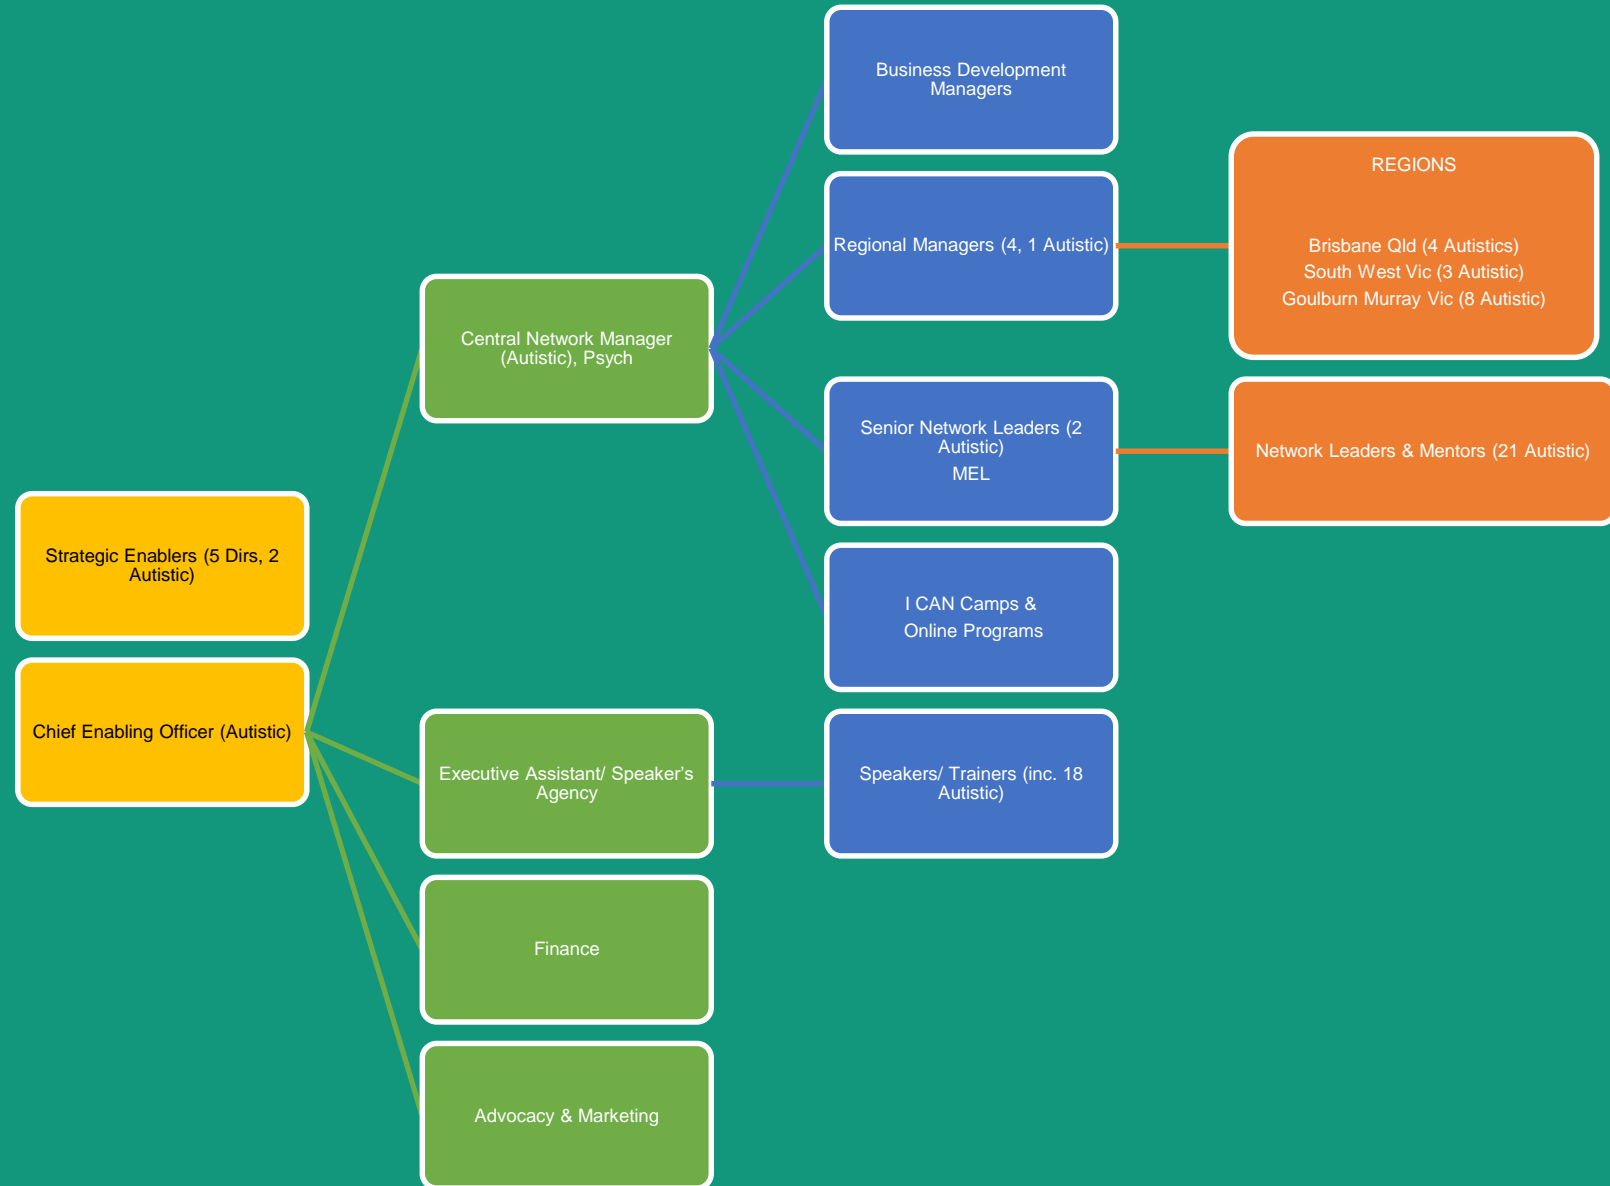 Business Development
Managers
REGIONS
Brisbane Qld (4 Autistics)
South West Vic (3 Autistic)
Goulburn Murray Vic (8 Autistic)
Regional Managers (4, 1 Autistic)
Central Network Manager
(Autistic), Psych
Senior Network Leaders (2
Autistic)
MEL
Network Leaders & Mentors (21 Autistic)
Strategic Enablers (5 Dirs, 2
Autistic)
I CAN Camps &
Online Programs
Chief Enabling Officer (Autistic)
Executive Assistant/ Speaker’s
Agency
Speakers/ Trainers (inc. 18
Autistic)
Finance
Advocacy & Marketing